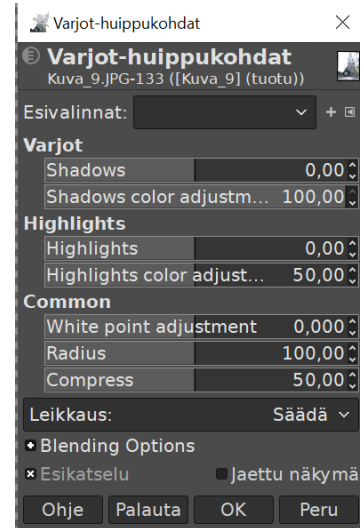 Varjot-huippukohdat
Varjot-huippukohdat
Kuva_9.JPG-133 ([Kuva_9] (tuotu))
Esivalinnat:
Varjot
Shadows 0,00
Shadows color adjustm... 100,00
Highlights
Highlights 0,00
Highlights color adjust... 50,00
Common
White point adjustment 0,000
Radius 100,00
Compress 50,00
Leikkaus: Säädä
Blending Options
Esikatselu Jaettu näkymä
Ohje Palauta OK Peru